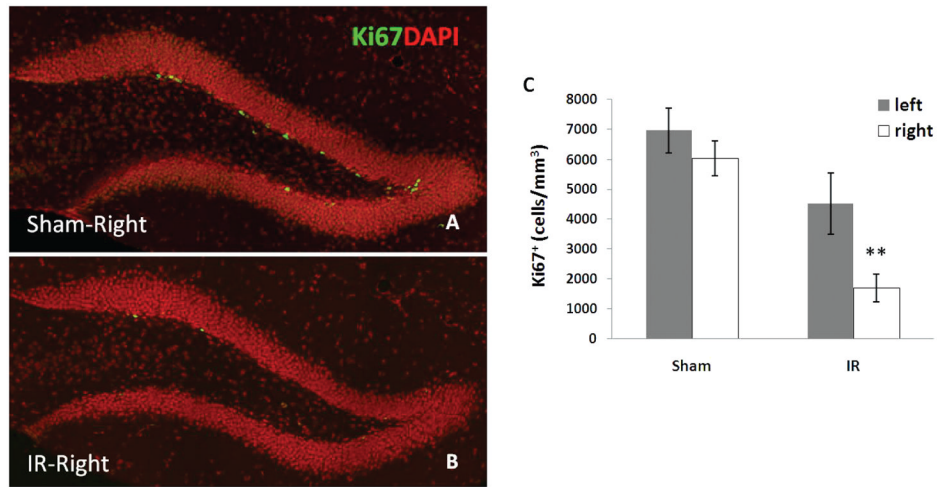 Ki67DAPI
Sham-Right
A
IR-Right
B
C
left
right
Ki67⁺ (cells/mm³)
8000
7000
6000
5000
4000
3000
2000
1000
0
**
Sham
IR